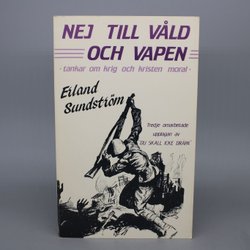 NEJ TILL VÅLD
OCH VAPEN
- tankar om krig och kristen moral -
Erland
Sundström
Tredje omarbetade
upplagan av
DU SKALL ICKE DRÄPA